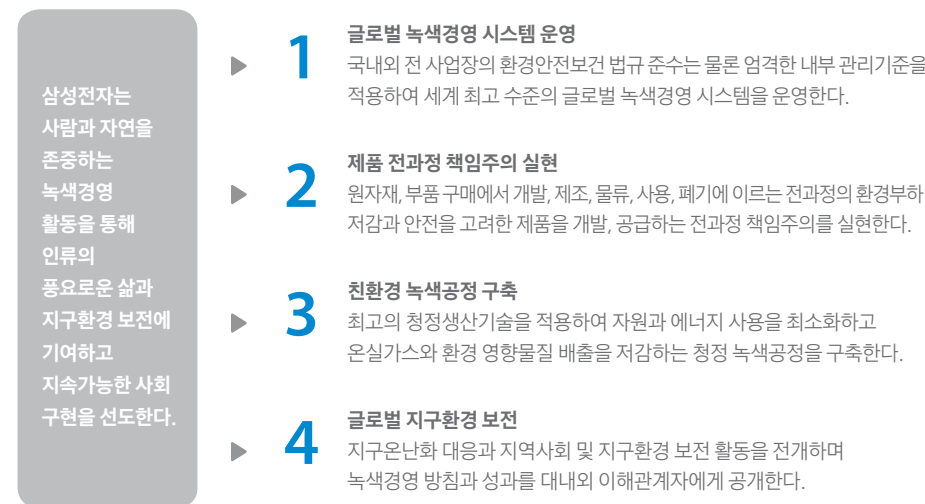 삼성전자는
사람과 자연을
존중하는
녹색경영
활동을 통해
인류의
풍요로운 삶과
지구환경 보전에
기여하고
지속가능한 사회
구현을 선도한다.
1
글로벌 녹색경영 시스템 운영
국내외 전 사업장의 환경안전보건 법규 준수는 물론 엄격한 내부 관리기준을
적용하여 세계 최고 수준의 글로벌 녹색경영 시스템을 운영한다.
2
제품 전과정 책임주의 실현
원자재, 부품 구매에서 개발, 제조, 물류, 사용, 폐기에 이르는 전과정의 환경부하
저감과 안전을 고려한 제품을 개발, 공급하는 전과정 책임주의를 실현한다.
3
친환경 녹색공정 구축
최고의 청정생산기술을 적용하여 자원과 에너지 사용을 최소화하고
온실가스와 환경 영향물질 배출을 저감하는 청정 녹색공정을 구축한다.
4
글로벌 지구환경 보전
지구온난화 대응과 지역사회 및 지구환경 보전 활동을 전개하며
녹색경영 방침과 성과를 대내외 이해관계자에게 공개한다.